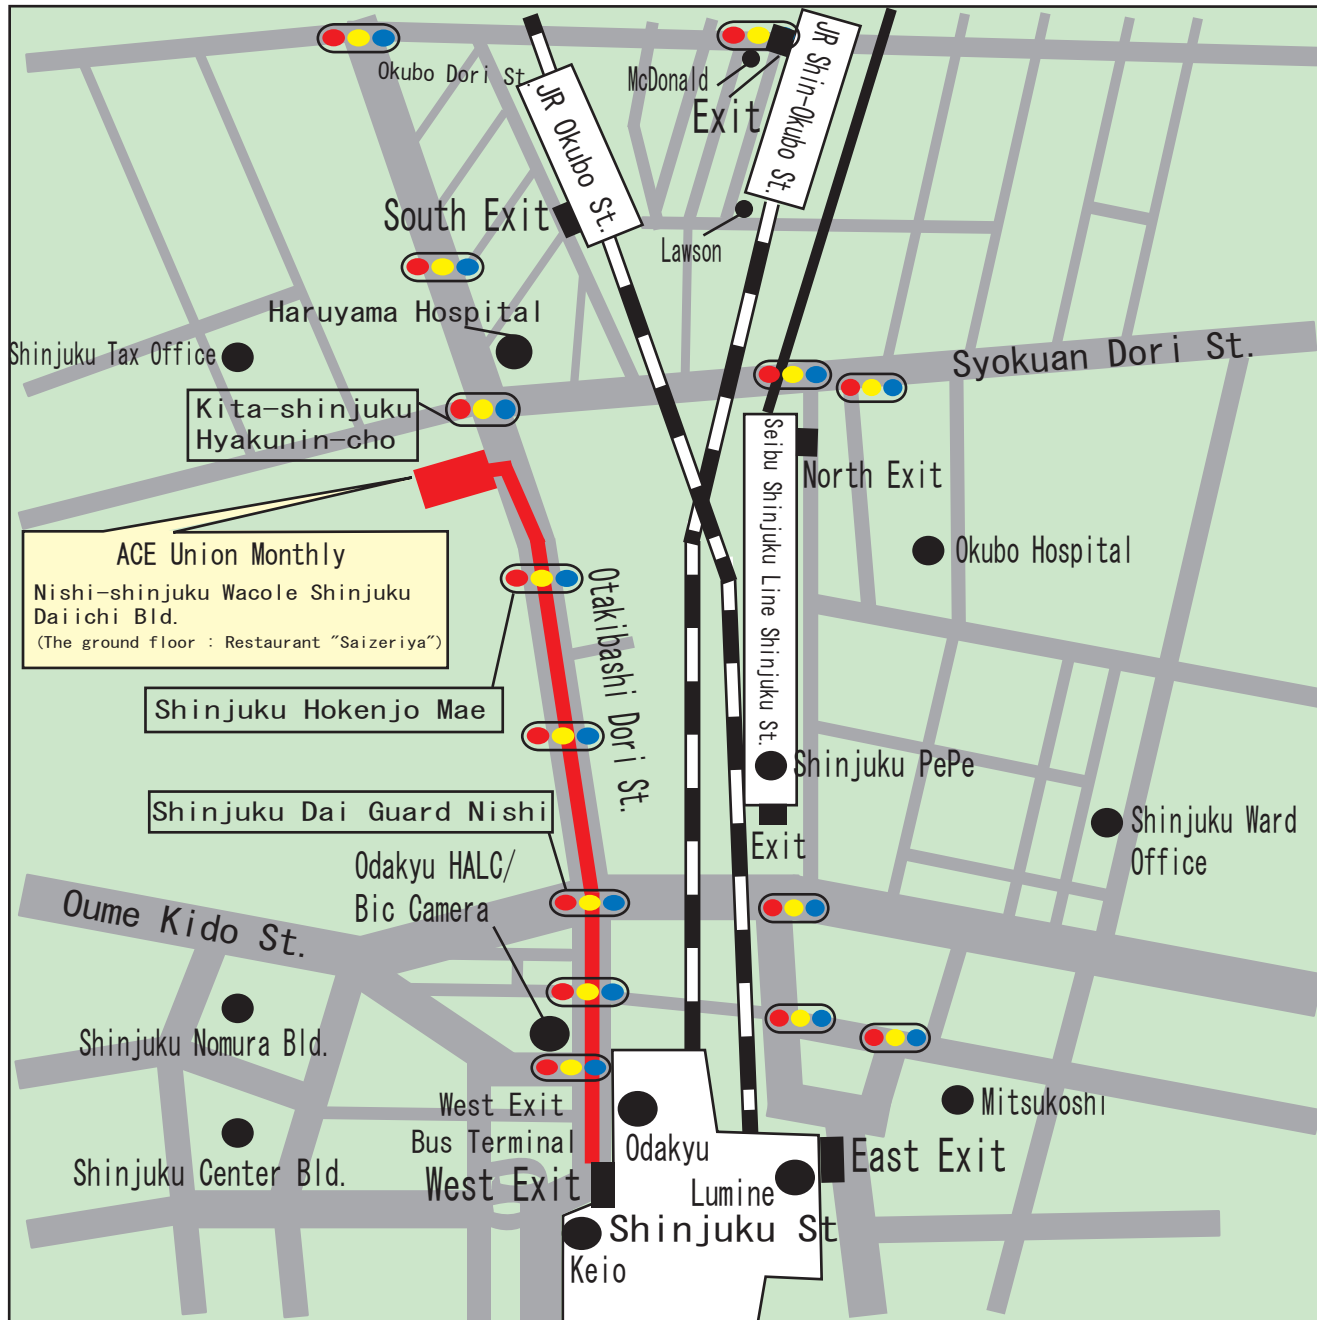 Okubo Dori St.
JR Okubo St.
McDonald
Exit
JR Shin-Okubo St.
South Exit
Lawson
Haruyama Hospital
Shinjuku Tax Office
Syokuan Dori St.
Kita-shinjuku
Hyakunin-cho
Seibu Shinjuku Line Shinjuku St.
North Exit
ACE Union Monthly
Nishi-shinjuku Wacole Shinjuku
Daiichi Bld.
(The ground floor : Restaurant "Saizeriya")
Okubo Hospital
Otakibashi Dori St.
Shinjuku Hokenjo Mae
Shinjuku PePe
Shinjuku Dai Guard Nishi
Exit
Shinjuku Ward
Office
Odakyu HALC/
Bic Camera
Oume Kido St.
Shinjuku Nomura Bld.
West Exit
Bus Terminal
West Exit
Odakyu
Mitsukoshi
East Exit
Shinjuku Center Bld.
Lumine
Shinjuku St
Keio